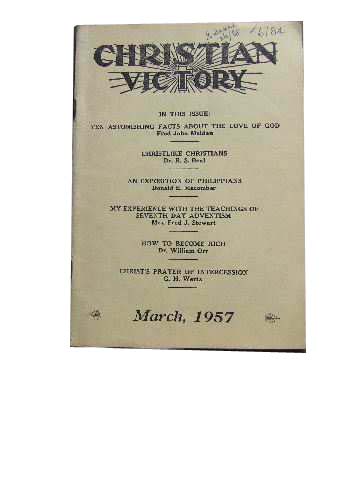 CHRISTIAN
VICTORY
IN THIS ISSUE:
TEN ASTONISHING FACTS ABOUT THE LOVE OF GOD
Fred John Meldau
CHRISTLIKE CHRISTIANS
Dr. R. S. Beal
AN EXPOSITION OF PHILIPPIANS
Donald E. Macomber
MY EXPERIENCE WITH THE TEACHINGS OF
SEVENTH DAY ADVENTISM
Mrs. Fred J. Stewart
HOW TO BECOME RICH
Dr. William Orr
CHRIST'S PRAYER OF INTERCESSION
G. H. Wertz
March, 1957